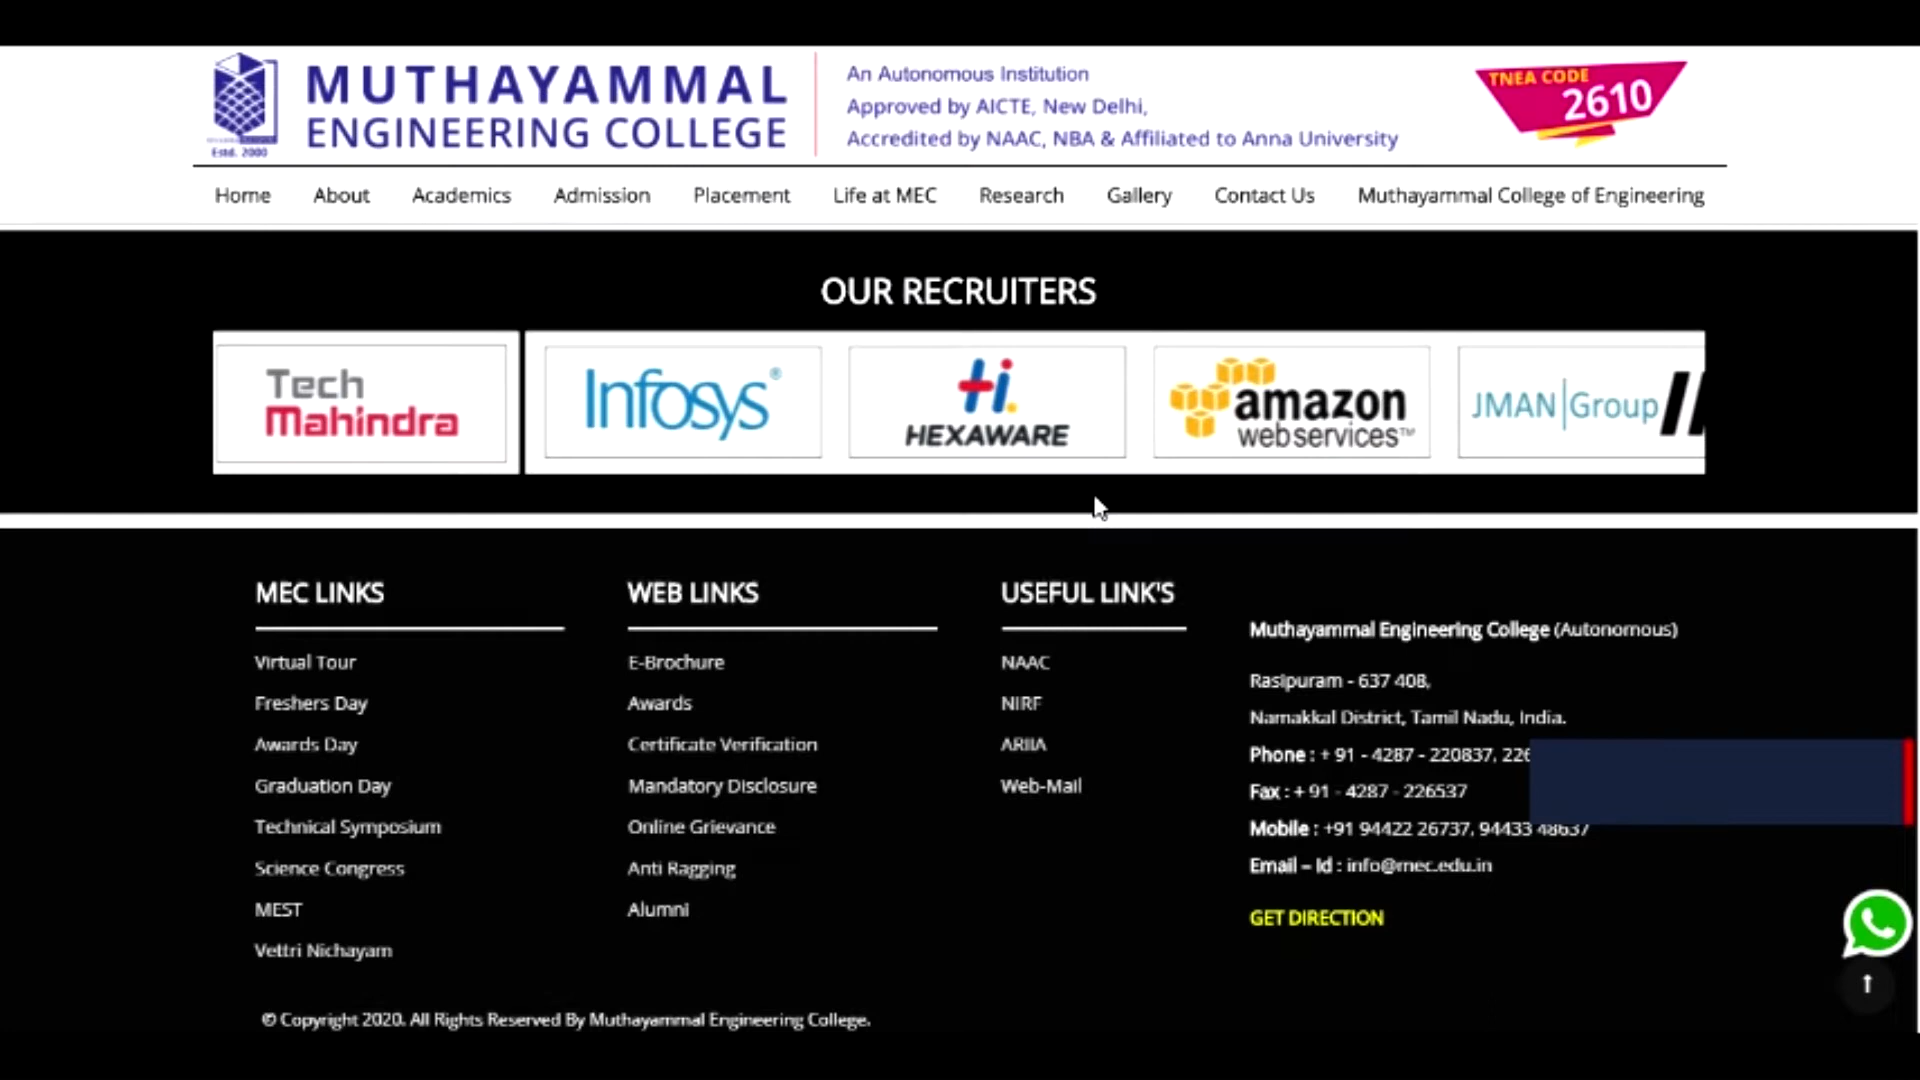 MUTHAYAMMAL
ENGINEERING COLLEGE
Estd. 2000
An Autonomous Institution
Approved by AICTE, New Delhi,
Accredited by NAAC, NBA & Affiliated to Anna University
TNEA CODE
2610
Home About Academics Admission Placement Life at MEC Research Gallery Contact Us Muthayammal College of Engineering
OUR RECRUITERS
Tech
Mahindra
Infosys®
Hi.
HEXAWARE
amazon
webservices™
JMAN|Group
MEC LINKS
Virtual Tour
Freshers Day
Awards Day
Graduation Day
Technical Symposium
Science Congress
MEST
Vettri Nichayam
WEB LINKS
E-Brochure
Awards
Certificate Verification
Mandatory Disclosure
Online Grievance
Anti Ragging
Alumni
USEFUL LINK'S
NAAC
NIRF
ARIIA
Web-Mail
Muthayammal Engineering College (Autonomous)
Rasipuram - 637 408,
Namakkal District, Tamil Nadu, India.
Phone : + 91 - 4287 - 220837, 226
Fax : + 91 - 4287 - 226537
Mobile : +91 94422 26737, 94433 48637
Email – Id : info@mec.edu.in
GET DIRECTION
© Copyright 2020. All Rights Reserved By Muthayammal Engineering College.